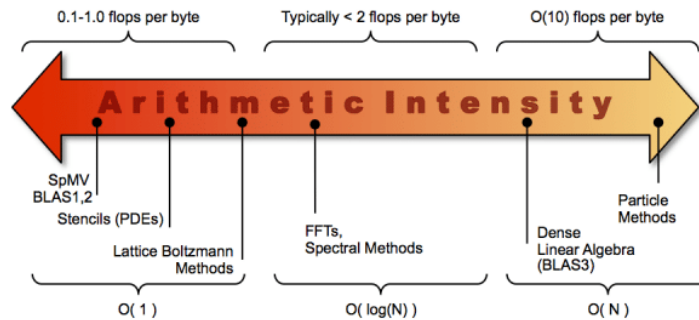 0.1-1.0 flops per byte
Typically < 2 flops per byte
O(10) flops per byte
Arithmetic Intensity
SpMV
BLAS1,2
Stencils (PDEs)
Lattice Boltzmann
Methods
FFTs,
Spectral Methods
Dense
Linear Algebra
(BLAS3)
Particle
Methods
O( 1 )
O( log(N) )
O( N )